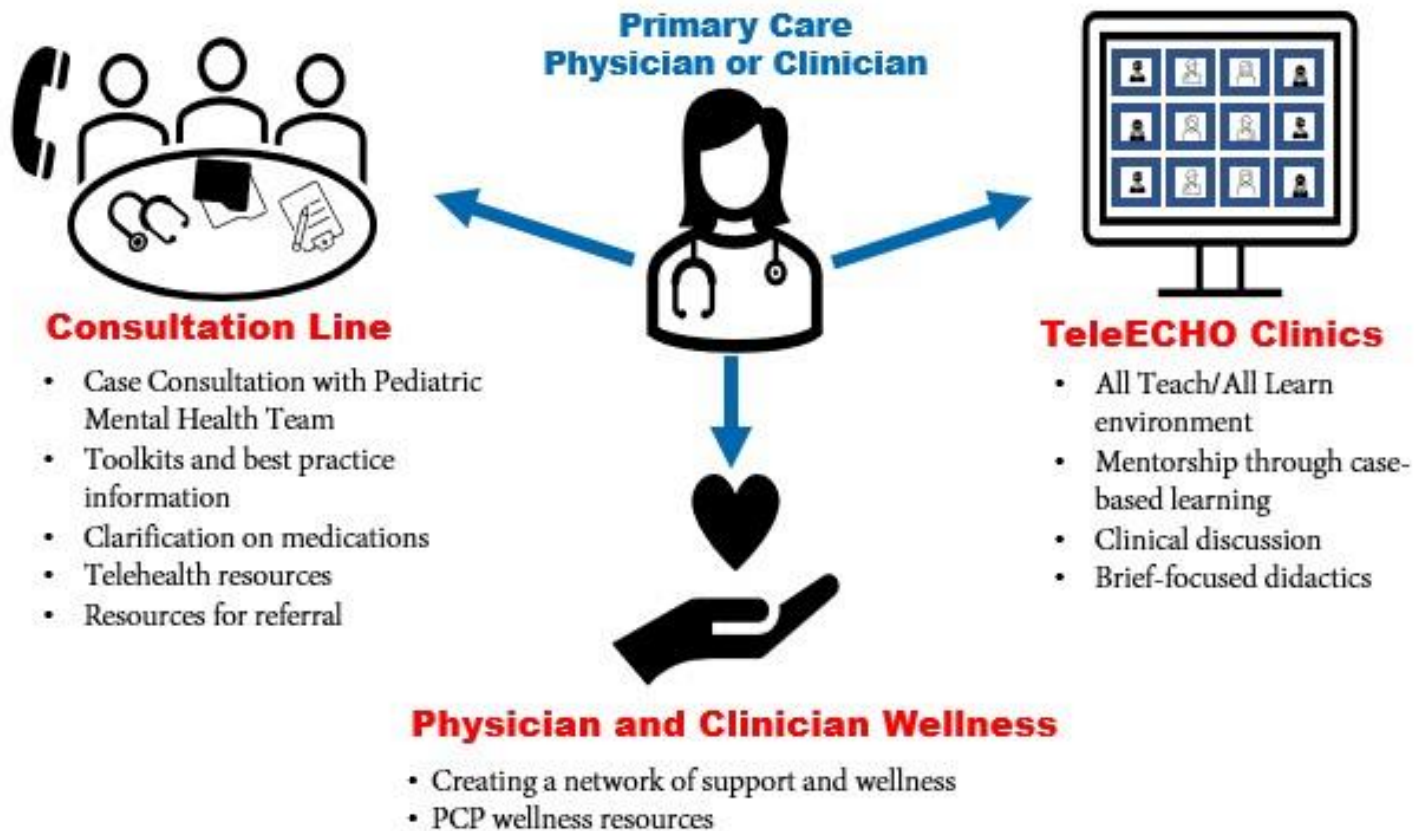 Primary Care
Physician or Clinician
Consultation Line
• Case Consultation with Pediatric
Mental Health Team
• Toolkits and best practice
information
• Clarification on medications
• Telehealth resources
• Resources for referral
TeleECHO Clinics
• All Teach/All Learn
environment
• Mentorship through case-
based learning
• Clinical discussion
• Brief-focused didactics
Physician and Clinician Wellness
• Creating a network of support and wellness
• PCP wellness resources